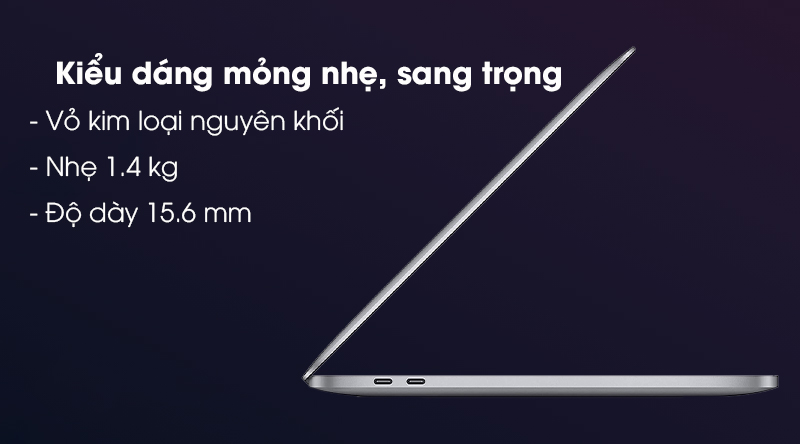 Kiểu dáng mỏng nhẹ, sang trọng
- Vỏ kim loại nguyên khối
- Nhẹ 1.4 kg
- Độ dày 15.6 mm